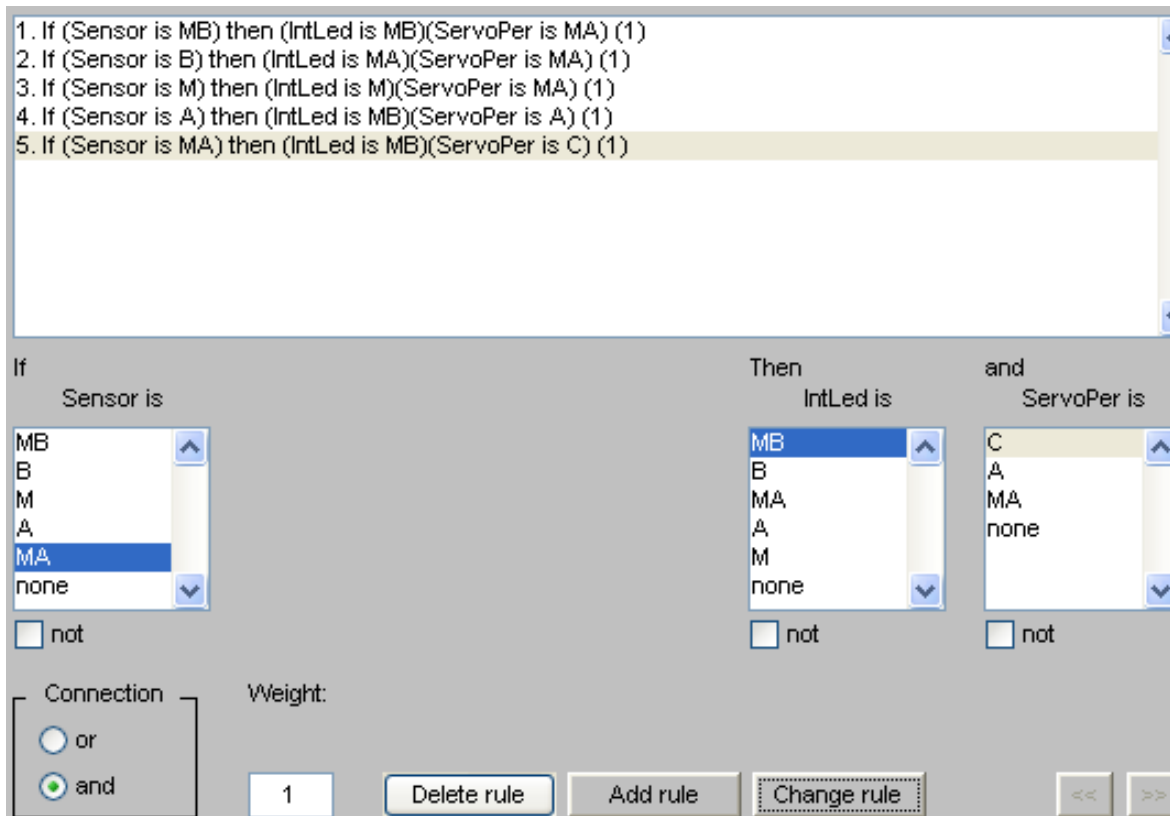 1. If (Sensor is MB) then (IntLed is MB)(ServoPer is MA) (1)
2. If (Sensor is B) then (IntLed is MA)(ServoPer is MA) (1)
3. If (Sensor is M) then (IntLed is M)(ServoPer is MA) (1)
4. If (Sensor is A) then (IntLed is MB)(ServoPer is A) (1)
5. If (Sensor is MA) then (IntLed is MB)(ServoPer is C) (1)
If
Sensor is
MB
B
M
A
MA
none
not
Then
IntLed is
MB
B
MA
A
M
none
not
and
ServoPer is
C
A
MA
none
not
Connection
or
and
Weight:
1
Delete rule
Add rule
Change rule
<<
>>